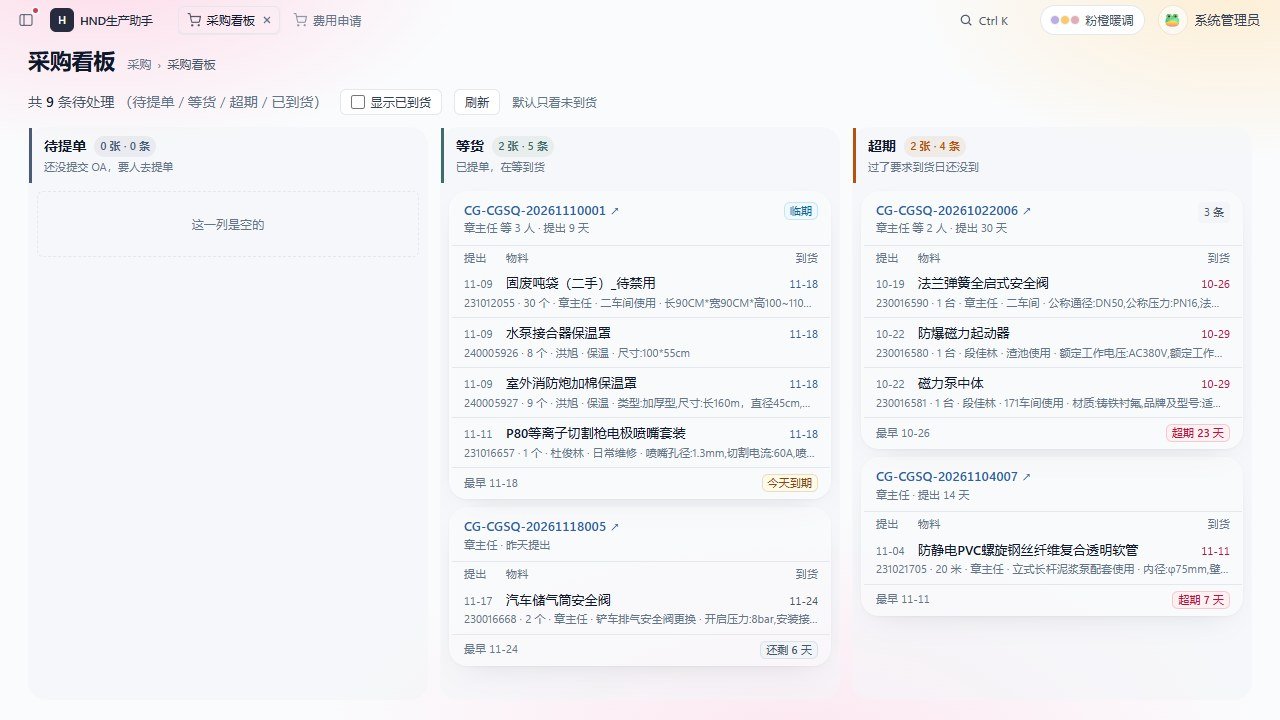 H HND生产助手 采购看板 × 费用申请 Ctrl K 粉橙暖调 系统管理员
采购看板 采购 › 采购看板
共 9 条待处理 （待提单 / 等货 / 超期 / 已到货） 显示已到货 刷新 默认只看未到货
待提单 0 张 · 0 条
还没提交 OA，要人去提单
这一列是空的
等货 2 张 · 5 条
已提单，在等到货
CG-CGSQ-20261110001 ↗ 临期
章主任 等 3 人 · 提出 9 天
提出 物料 到货
11-09 固废吨袋（二手）_待禁用 11-18
231012055 · 30 个 · 章主任 · 二车间使用 · 长90CM*宽90CM*高100~110...
11-09 水泵接合器保温罩 11-18
240005926 · 8 个 · 洪旭 · 保温 · 尺寸:100*55cm
11-09 室外消防炮加棉保温罩 11-18
240005927 · 9 个 · 洪旭 · 保温 · 类型:加厚型,尺寸:长160m，直径45cm,...
11-11 P80等离子切割枪电极喷嘴套装 11-18
231016657 · 1 个 · 杜俊林 · 日常维修 · 喷嘴孔径:1.3mm,切割电流:60A,喷...
最早 11-18 今天到期
CG-CGSQ-20261118005 ↗
章主任 · 昨天提出
提出 物料 到货
11-17 汽车储气筒安全阀 11-24
230016668 · 2 个 · 章主任 · 铲车排气安全阀更换 · 开启压力:8bar,安装接...
最早 11-24 还剩 6 天
超期 2 张 · 4 条
过了要求到货日还没到
CG-CGSQ-20261022006 ↗ 3 条
章主任 等 2 人 · 提出 30 天
提出 物料 到货
10-19 法兰弹簧全启式安全阀 10-26
230016590 · 1 台 · 章主任 · 二车间 · 公称通径:DN50,公称压力:PN16,法...
10-22 防爆磁力起动器 10-29
230016580 · 1 台 · 段佳林 · 渣池使用 · 额定工作电压:AC380V,额定工作...
10-22 磁力泵中体 10-29
230016581 · 1 台 · 段佳林 · 171车间使用 · 材质:铸铁衬氟,品牌及型号:适...
最早 10-26 超期 23 天
CG-CGSQ-20261104007 ↗
章主任 · 提出 14 天
提出 物料 到货
11-04 防静电PVC螺旋钢丝纤维复合透明软管 11-11
231021705 · 20 米 · 章主任 · 立式长杆泥浆泵配套使用 · 内径:φ75mm,壁...
最早 11-11 超期 7 天